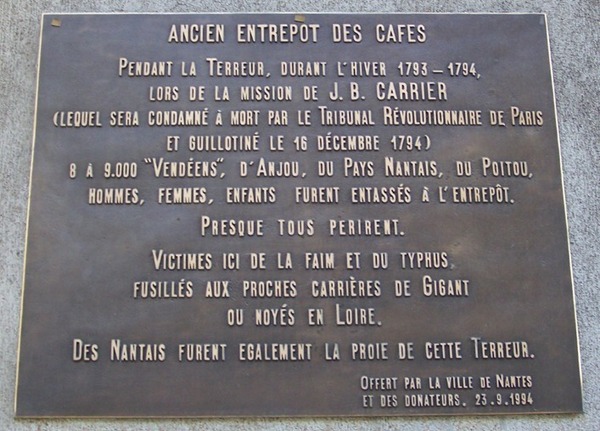 ANCIEN ENTREPOT DES CAFES
PENDANT LA TERREUR, DURANT L'HIVER 1793 – 1794,
LORS DE LA MISSION DE J. B. CARRIER
(LEQUEL SERA CONDAMNÉ À MORT PAR LE TRIBUNAL RÉVOLUTIONNAIRE DE PARIS
ET GUILLOTINÉ LE 16 DÉCEMBRE 1794)
8 À 9.000 "VENDÉENS", D'ANJOU, DU PAYS NANTAIS, DU POITOU,
HOMMES, FEMMES, ENFANTS FURENT ENTASSÉS À L'ENTREPÔT.
PRESQUE TOUS PERIRENT.
VICTIMES ICI DE LA FAIM ET DU TYPHUS,
FUSILLÉS AUX PROCHES CARRIÈRES DE GIGANT
OU NOYÉS EN LOIRE.
DES NANTAIS FURENT EGALEMENT LA PROIE DE CETTE TERREUR.
OFFERT PAR LA VILLE DE NANTES
ET DES DONATEURS. 23.9.1994